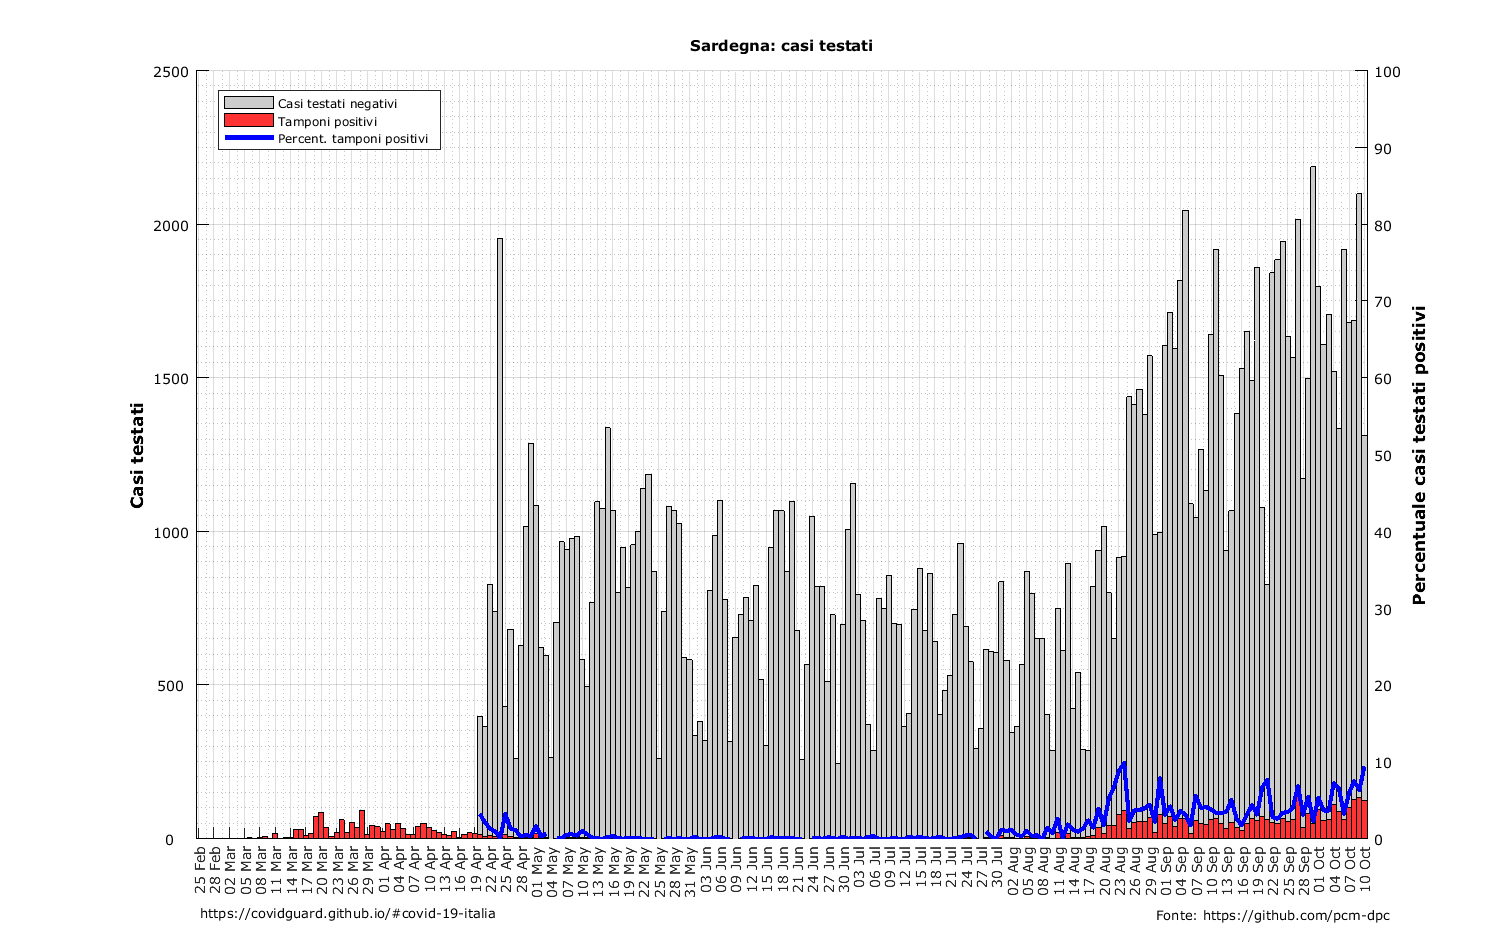 Sardegna: casi testati
2500
2000
1500
1000
500
0
100
90
80
70
60
50
40
30
20
10
0
Casi testati negativi
Tamponi positivi
Percent. tamponi positivi
Casi testati
Percentuale casi testati positivi
25 Feb
28 Feb
02 Mar
05 Mar
08 Mar
11 Mar
14 Mar
17 Mar
20 Mar
23 Mar
26 Mar
29 Mar
01 Apr
04 Apr
07 Apr
10 Apr
13 Apr
16 Apr
19 Apr
22 Apr
25 Apr
28 Apr
01 May
04 May
07 May
10 May
13 May
16 May
19 May
22 May
25 May
28 May
31 May
03 Jun
06 Jun
09 Jun
12 Jun
15 Jun
18 Jun
21 Jun
24 Jun
27 Jun
30 Jun
03 Jul
06 Jul
09 Jul
12 Jul
15 Jul
18 Jul
21 Jul
24 Jul
27 Jul
30 Jul
02 Aug
05 Aug
08 Aug
11 Aug
14 Aug
17 Aug
20 Aug
23 Aug
26 Aug
29 Aug
01 Sep
04 Sep
07 Sep
10 Sep
13 Sep
16 Sep
19 Sep
22 Sep
25 Sep
28 Sep
01 Oct
04 Oct
07 Oct
10 Oct
https://covidguard.github.io/#covid-19-italia
Fonte: https://github.com/pcm-dpc